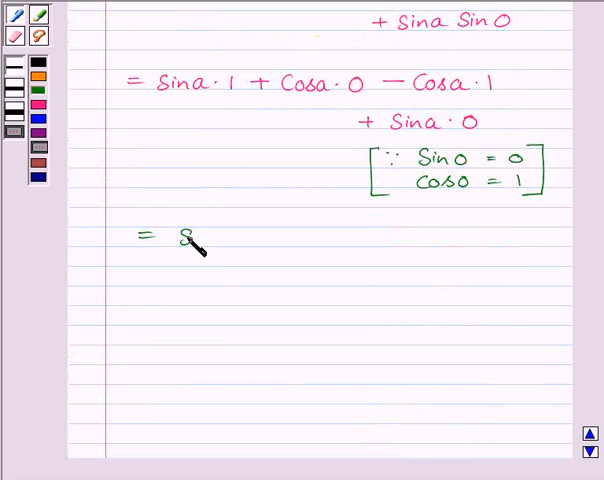 + Sina Sin0
= Sina·1 + Cosa·0 − Cosa·1
+ Sina·0
[∵ Sin0 = 0
Cos0 = 1]
= S